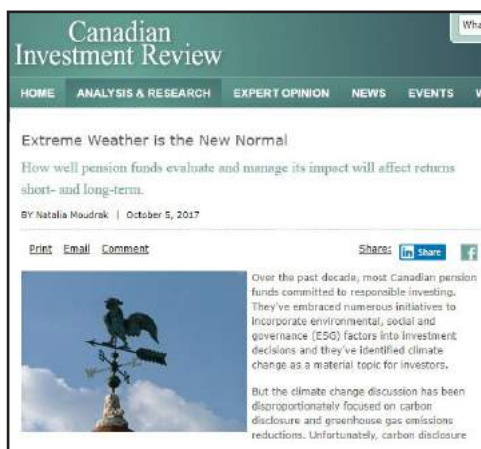 Canadian
Investment Review
Wha
HOME ANALYSIS & RESEARCH EXPERT OPINION NEWS EVENTS
Extreme Weather is the New Normal
How well pension funds evaluate and manage its impact will affect returns
short- and long-term.
BY Natalia Moudrak | October 5, 2017
Print Email Comment Share: in Share f
Over the past decade, most Canadian pension
funds committed to responsible investing.
They've embraced numerous initiatives to
incorporate environmental, social and
governance (ESG) factors into investment
decisions and they've identified climate
change as a material topic for investors.
But the climate change discussion has been
disproportionately focused on carbon
disclosure and greenhouse gas emissions
reductions. Unfortunately, carbon disclosure